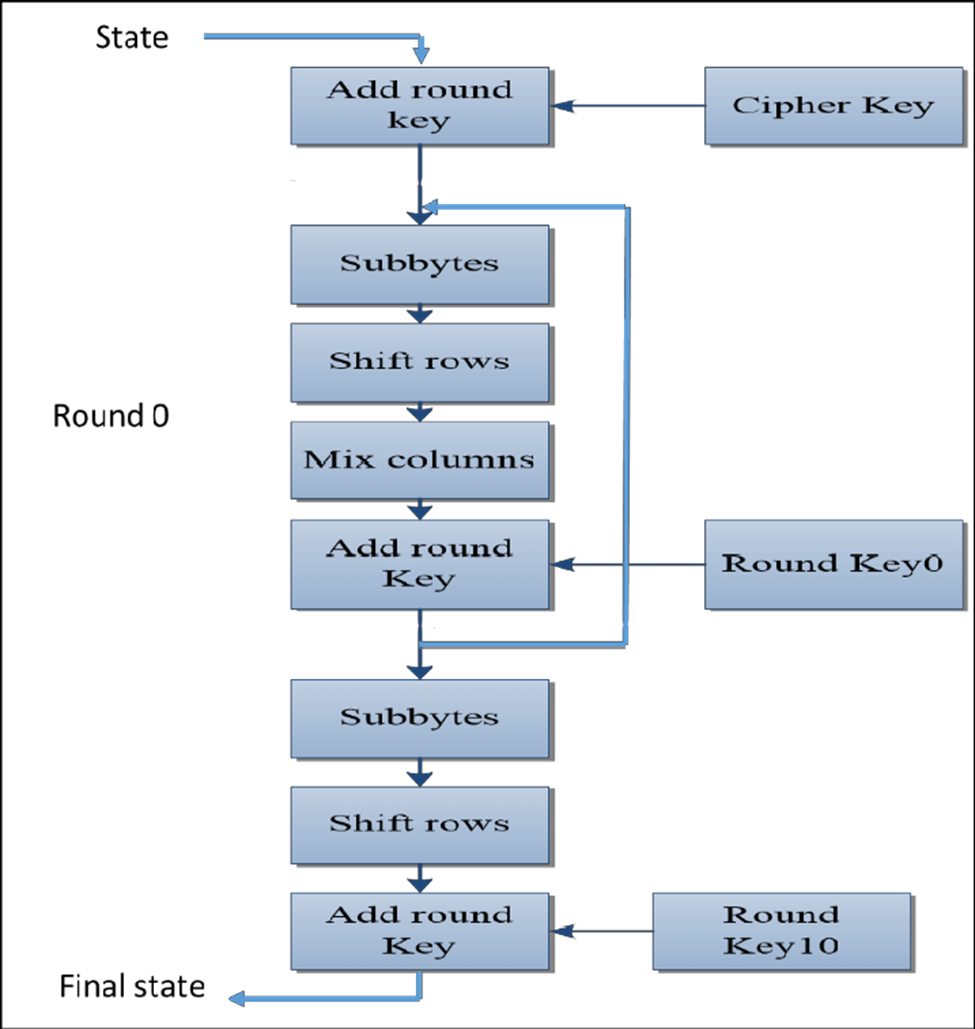 State
Add round
key
Cipher Key
Subbytes
Shift rows
Round 0
Mix columns
Add round
Key
Round Key0
Subbytes
Shift rows
Add round
Key
Round
Key10
Final state